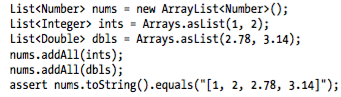 List<Number> nums = new ArrayList<Number>();
List<Integer> ints = Arrays.asList(1, 2);
List<Double> dbls = Arrays.asList(2.78, 3.14);
nums.addAll(ints);
nums.addAll(dbls);
assert nums.toString().equals("[1, 2, 2.78, 3.14]");